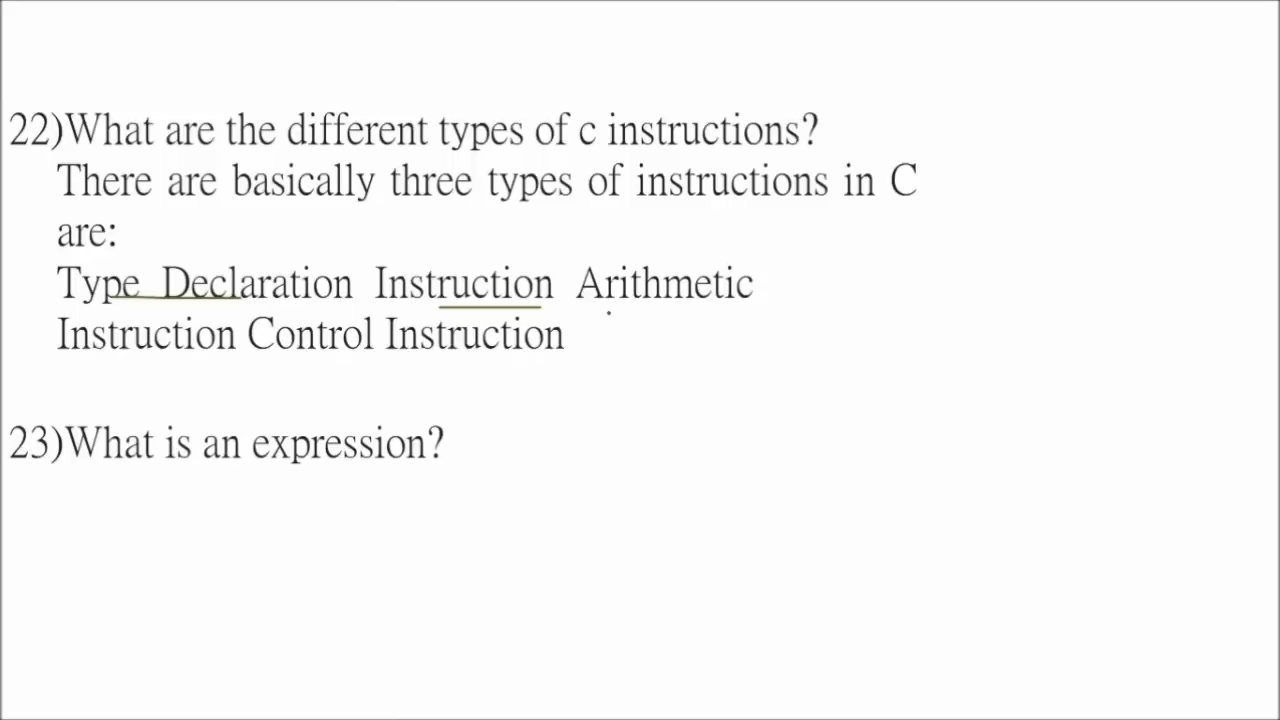 22)What are the different types of c instructions?
There are basically three types of instructions in C
are:
Type Declaration Instruction Arithmetic
Instruction Control Instruction
23)What is an expression?